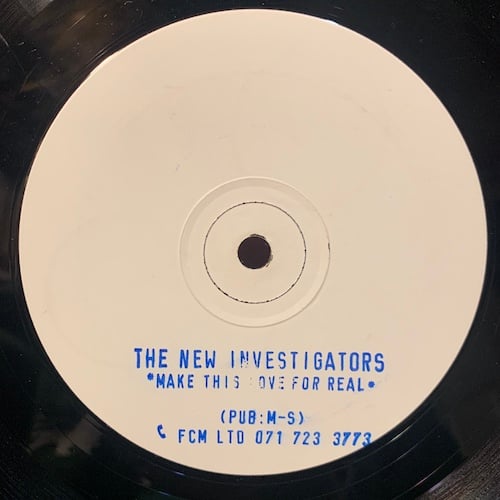 THE NEW INVESTIGATORS
*MAKE THIS LOVE FOR REAL*
(PUB:M-S)
FCM LTD 071 723 3773